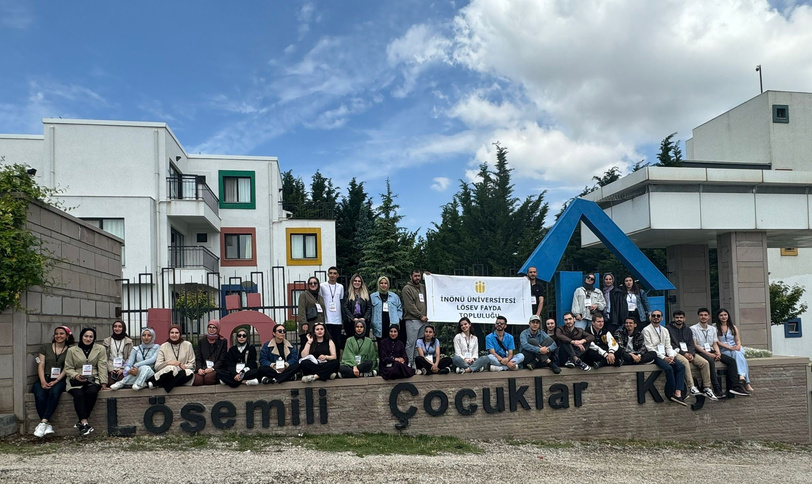 İNÖNÜ ÜNİVERSİTESİ
LÖSEV FAYDA
TOPLULUĞU
Lösemili Çocuklar